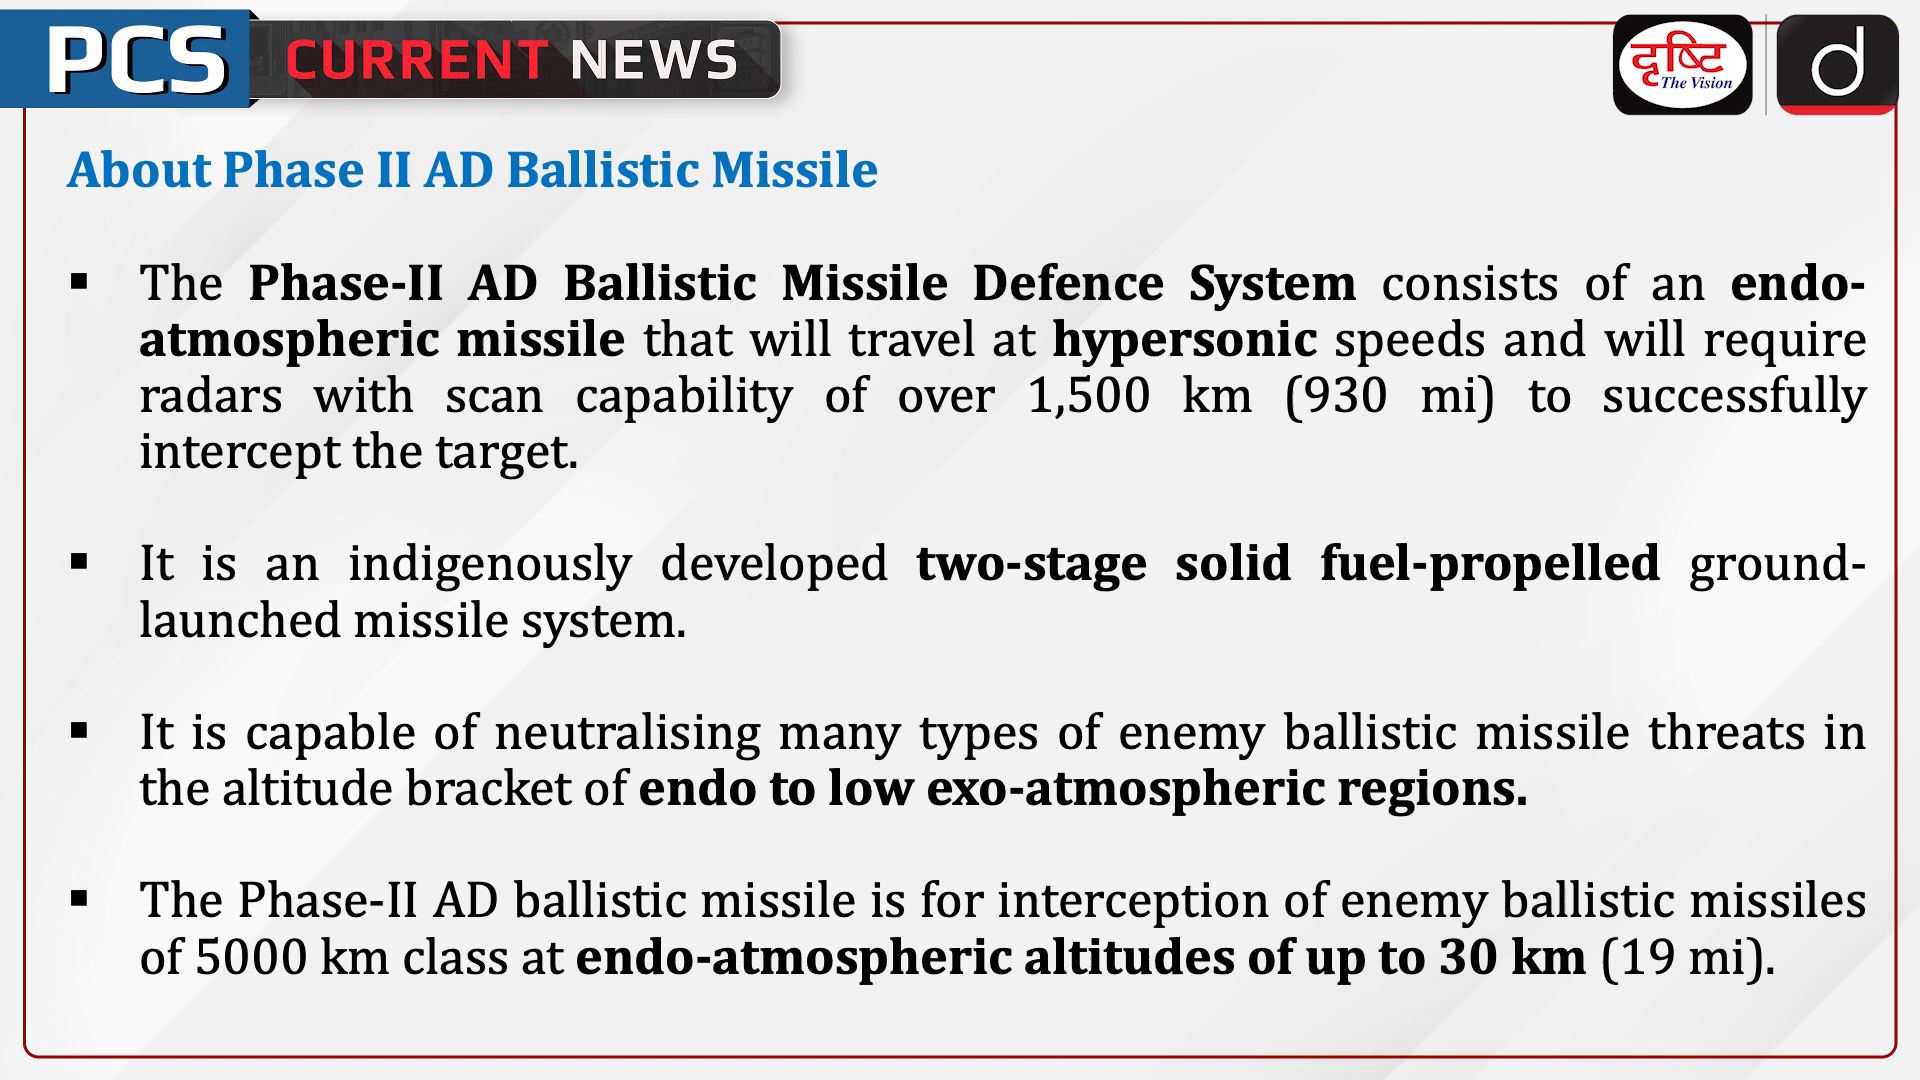 PCS CURRENT NEWS
दृष्टि
The Vision
d
About Phase II AD Ballistic Missile
▪ The Phase-II AD Ballistic Missile Defence System consists of an endo-
atmospheric missile that will travel at hypersonic speeds and will require
radars with scan capability of over 1,500 km (930 mi) to successfully
intercept the target.
▪ It is an indigenously developed two-stage solid fuel-propelled ground-
launched missile system.
▪ It is capable of neutralising many types of enemy ballistic missile threats in
the altitude bracket of endo to low exo-atmospheric regions.
▪ The Phase-II AD ballistic missile is for interception of enemy ballistic missiles
of 5000 km class at endo-atmospheric altitudes of up to 30 km (19 mi).